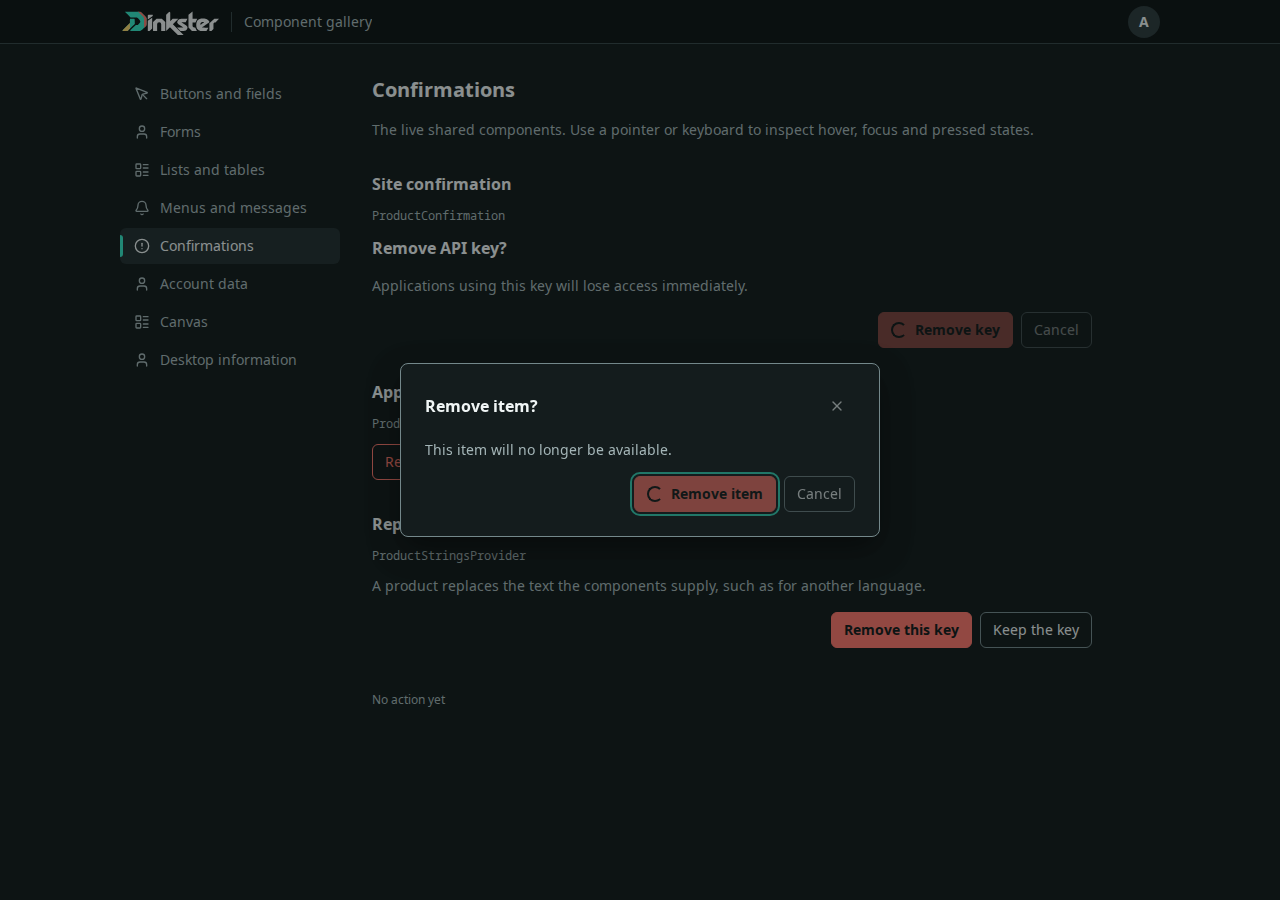 Dinkster
Component gallery
A
Buttons and fields
Forms
Lists and tables
Menus and messages
Confirmations
Account data
Canvas
Desktop information
Confirmations
The live shared components. Use a pointer or keyboard to inspect hover, focus and pressed states.
Site confirmation
ProductConfirmation
Remove API key?
Applications using this key will lose access immediately.
Remove key
Cancel
Remove item?
This item will no longer be available.
Remove item
Cancel
ProductStringsProvider
A product replaces the text the components supply, such as for another language.
Remove this key
Keep the key
No action yet